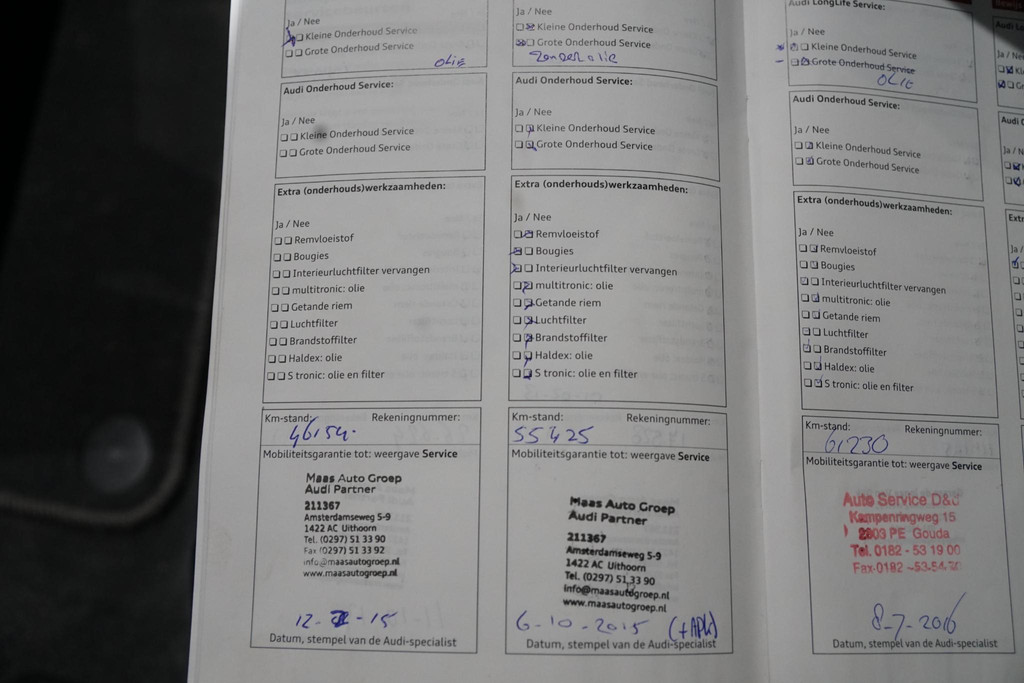 Ja / Nee
Kleine Onderhoud Service
Grote Onderhoud Service
olie
Audi Onderhoud Service:
Ja / Nee
Kleine Onderhoud Service
Grote Onderhoud Service
Extra (onderhouds)werkzaamheden:
Ja / Nee
Remvloeistof
Bougies
Interieurluchtfilter vervangen
multitronic: olie
Getande riem
Luchtfilter
Brandstoffilter
Haldex: olie
S tronic: olie en filter
Km-stand: Rekeningnummer:
46154
Mobiliteitsgarantie tot: weergave Service
Maas Auto Groep
Audi Partner
211367
Amsterdamseweg 5-9
1422 AC Uithoorn
Tel. (0297) 51 33 90
Fax (0297) 51 33 92
info@maasautogroep.nl
www.maasautogroep.nl
Datum, stempel van de Audi-specialist
Ja / Nee
Kleine Onderhoud Service
Grote Onderhoud Service
Zonder olie
Audi Onderhoud Service:
Ja / Nee
Kleine Onderhoud Service
Grote Onderhoud Service
Extra (onderhouds)werkzaamheden:
Ja / Nee
Remvloeistof
Bougies
Interieurluchtfilter vervangen
multitronic: olie
Getande riem
Luchtfilter
Brandstoffilter
Haldex: olie
S tronic: olie en filter
Km-stand: Rekeningnummer:
55425
Mobiliteitsgarantie tot: weergave Service
Maas Auto Groep
Audi Partner
211367
Amsterdamseweg 5-9
1422 AC Uithoorn
Tel. (0297) 51 33 90
info@maasautogroep.nl
www.maasautogroep.nl
6-10-2015 (+APK)
Datum, stempel van de Audi-specialist
Audi LongLife Service:
Ja / Nee
Kleine Onderhoud Service
Grote Onderhoud Service
OLIE
Audi Onderhoud Service:
Ja / Nee
Kleine Onderhoud Service
Grote Onderhoud Service
Extra (onderhouds)werkzaamheden:
Ja / Nee
Remvloeistof
Bougies
Interieurluchtfilter vervangen
multitronic: olie
Getande riem
Luchtfilter
Brandstoffilter
Haldex: olie
S tronic: olie en filter
Km-stand: Rekeningnummer:
61230
Mobiliteitsgarantie tot: weergave Service
Auto Service D&C
Kampenringweg 15
2803 PE Gouda
Tel. 0182 - 53 19 00
8-7-2016
Datum, stempel van de Audi-specialist